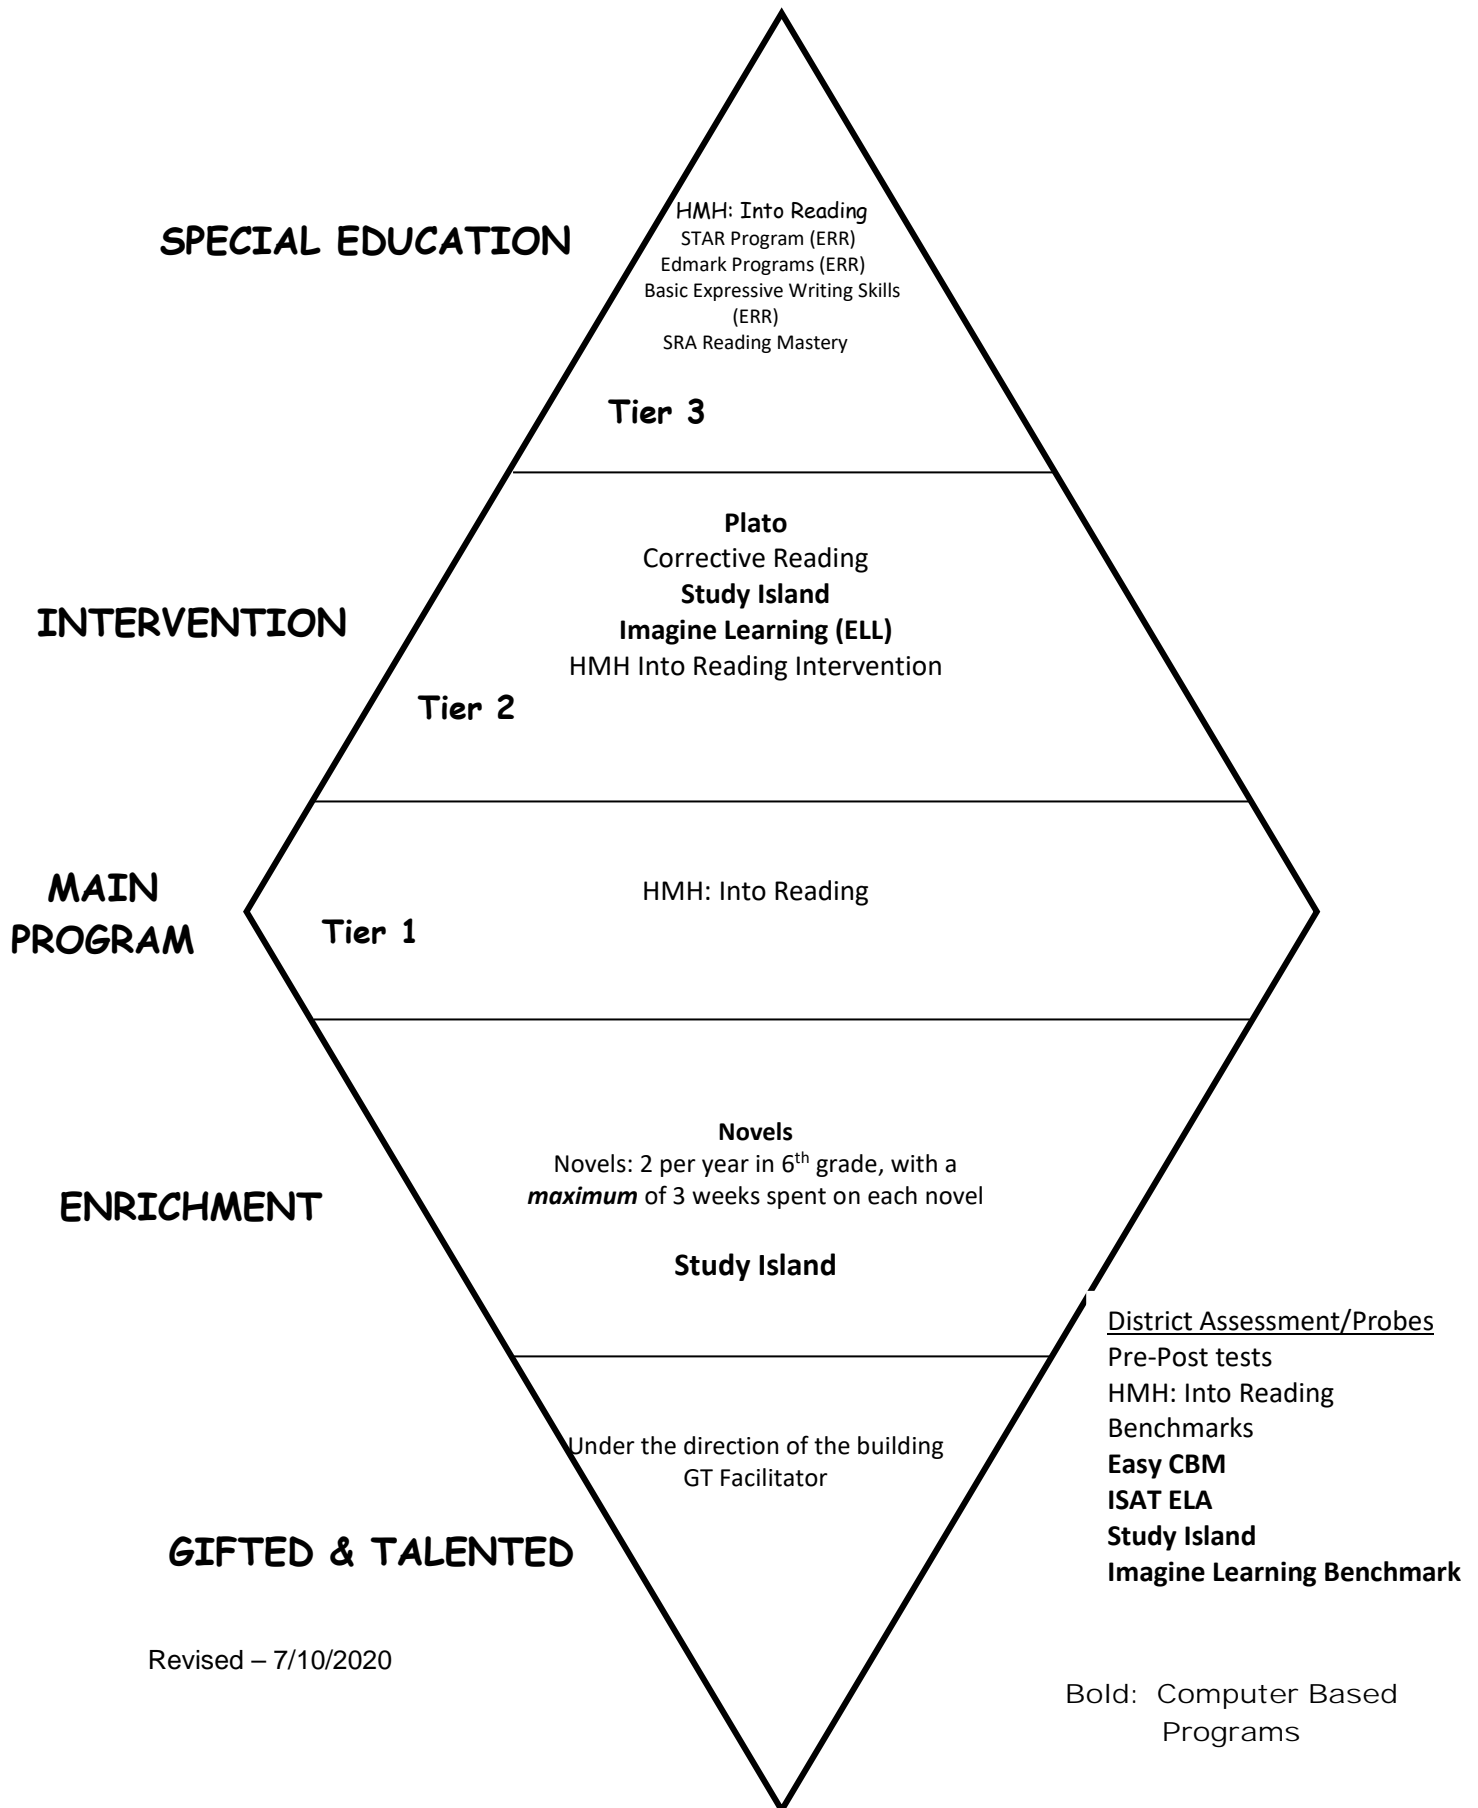 SPECIAL EDUCATION
HMH: Into Reading
STAR Program (ERR)
Edmark Programs (ERR)
Basic Expressive Writing Skills
(ERR)
SRA Reading Mastery
Tier 3
INTERVENTION
Plato
Corrective Reading
Study Island
Imagine Learning (ELL)
HMH Into Reading Intervention
Tier 2
MAIN
PROGRAM
HMH: Into Reading
Tier 1
ENRICHMENT
Novels
Novels: 2 per year in 6th grade, with a
maximum of 3 weeks spent on each novel
Study Island
GIFTED & TALENTED
Under the direction of the building
GT Facilitator
District Assessment/Probes
Pre-Post tests
HMH: Into Reading
Benchmarks
Easy CBM
ISAT ELA
Study Island
Imagine Learning Benchmark
Revised – 7/10/2020
Bold: Computer Based
Programs